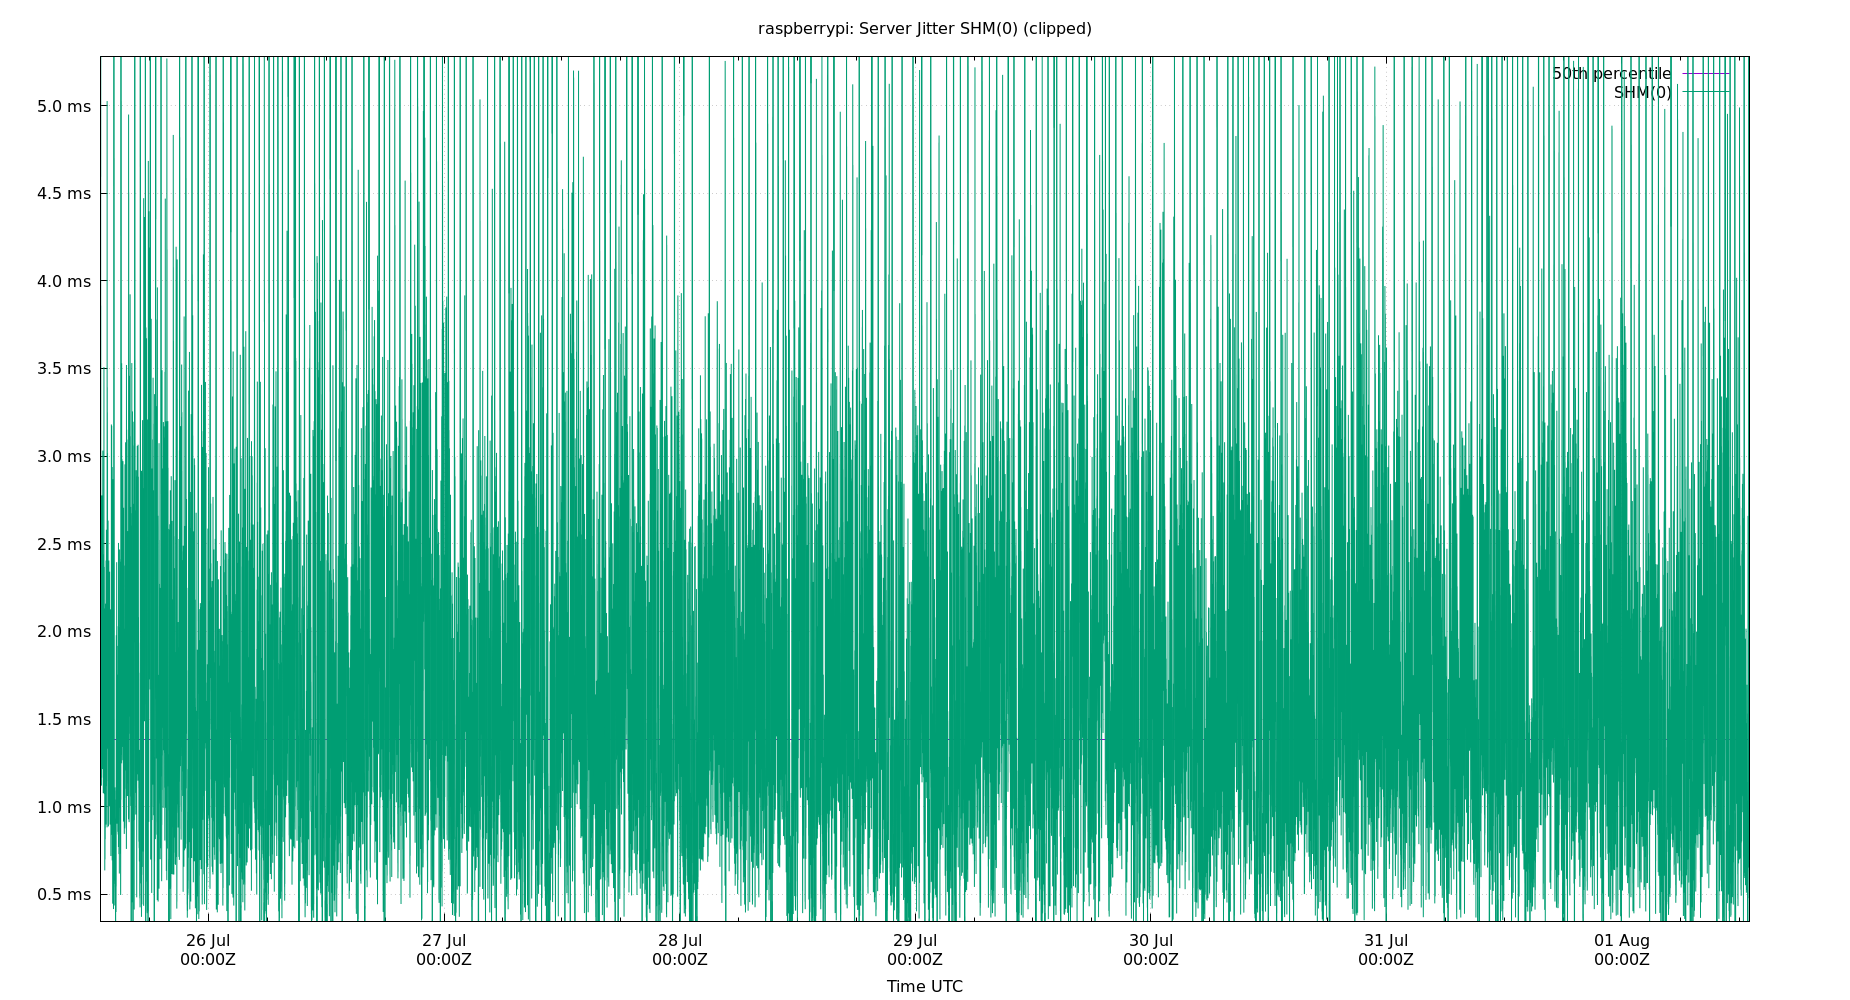 raspberrypi: Server Jitter SHM(0) (clipped)
50th percentile
SHM(0)
5.0 ms
4.5 ms
4.0 ms
3.5 ms
3.0 ms
2.5 ms
2.0 ms
1.5 ms
1.0 ms
0.5 ms
26 Jul 27 Jul 28 Jul 29 Jul 30 Jul 31 Jul 01 Aug
00:00Z 00:00Z 00:00Z 00:00Z 00:00Z 00:00Z 00:00Z
Time UTC